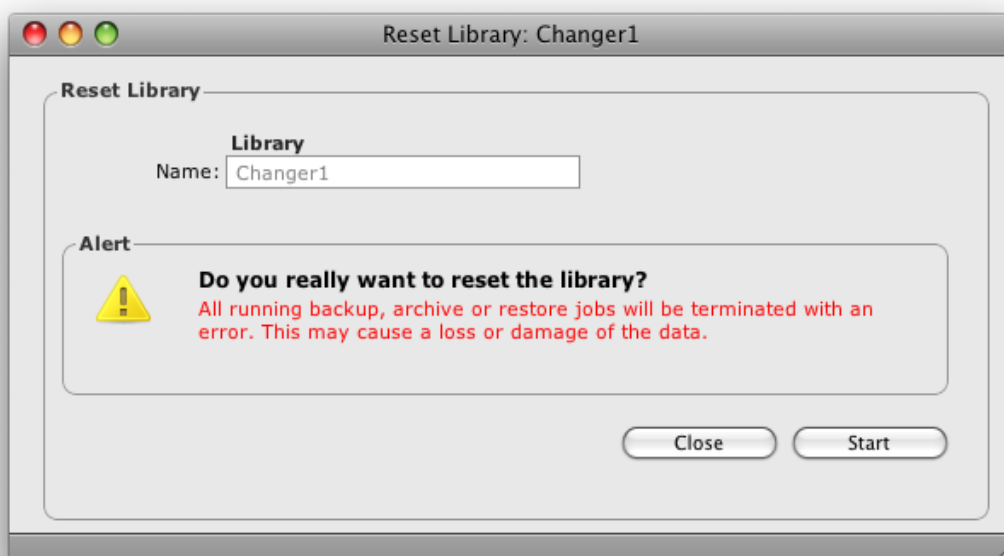 Reset Library: Changer1
Reset Library
Library
Name: Changer1
Alert
Do you really want to reset the library?
All running backup, archive or restore jobs will be terminated with an
error. This may cause a loss or damage of the data.
Close Start